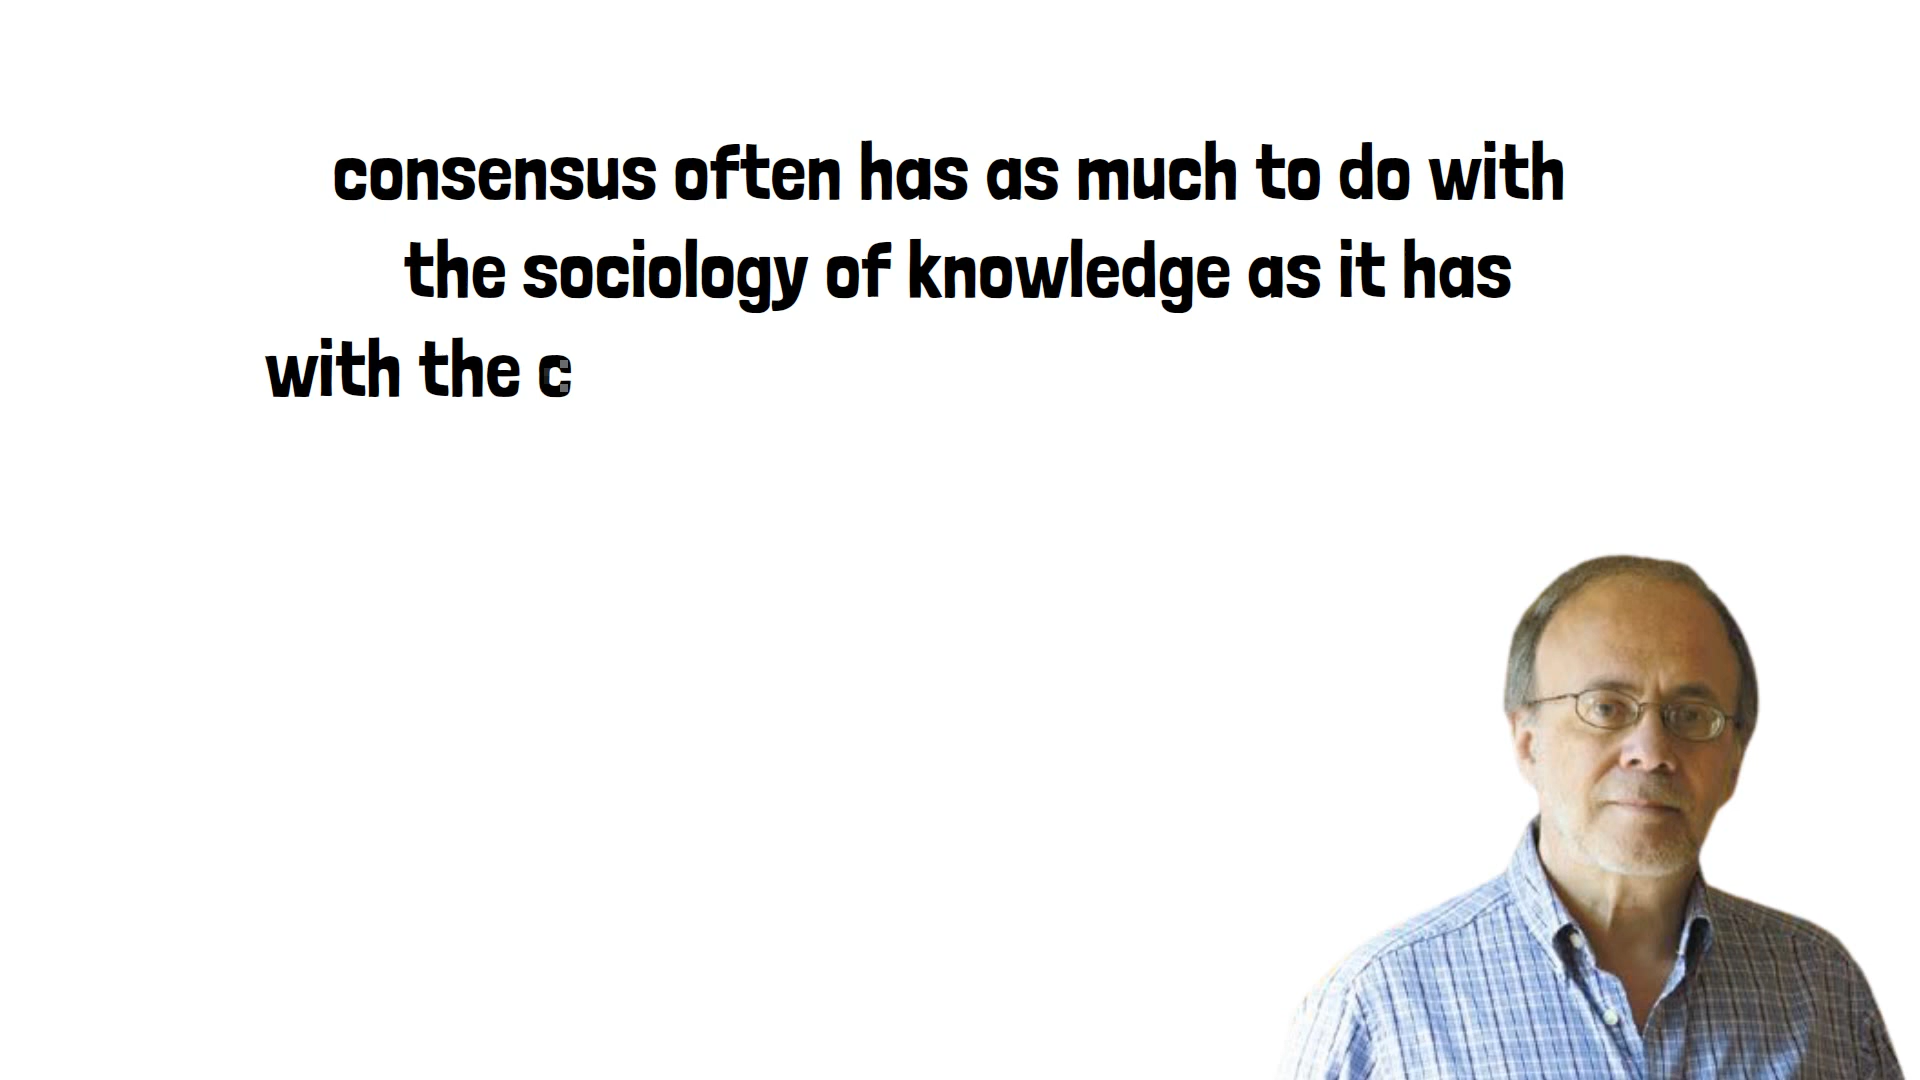 consensus often has as much to do with
the sociology of knowledge as it has
with the c